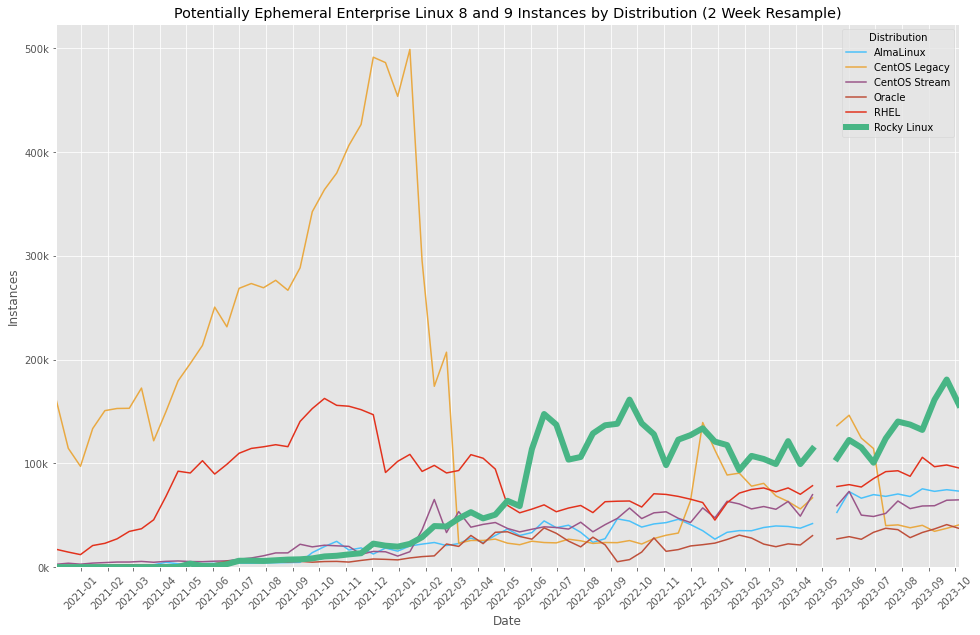 Potentially Ephemeral Enterprise Linux 8 and 9 Instances by Distribution (2 Week Resample)
Distribution
AlmaLinux
CentOS Legacy
CentOS Stream
Oracle
RHEL
Rocky Linux
500k
400k
300k
200k
100k
0k
Instances
2021-01
2021-02
2021-03
2021-04
2021-05
2021-06
2021-07
2021-08
2021-09
2021-10
2021-11
2021-12
2022-01
2022-02
2022-03
2022-04
2022-05
2022-06
2022-07
2022-08
2022-09
2022-10
2022-11
2022-12
2023-01
2023-02
2023-03
2023-04
2023-05
2023-06
2023-07
2023-08
2023-09
2023-10
Date